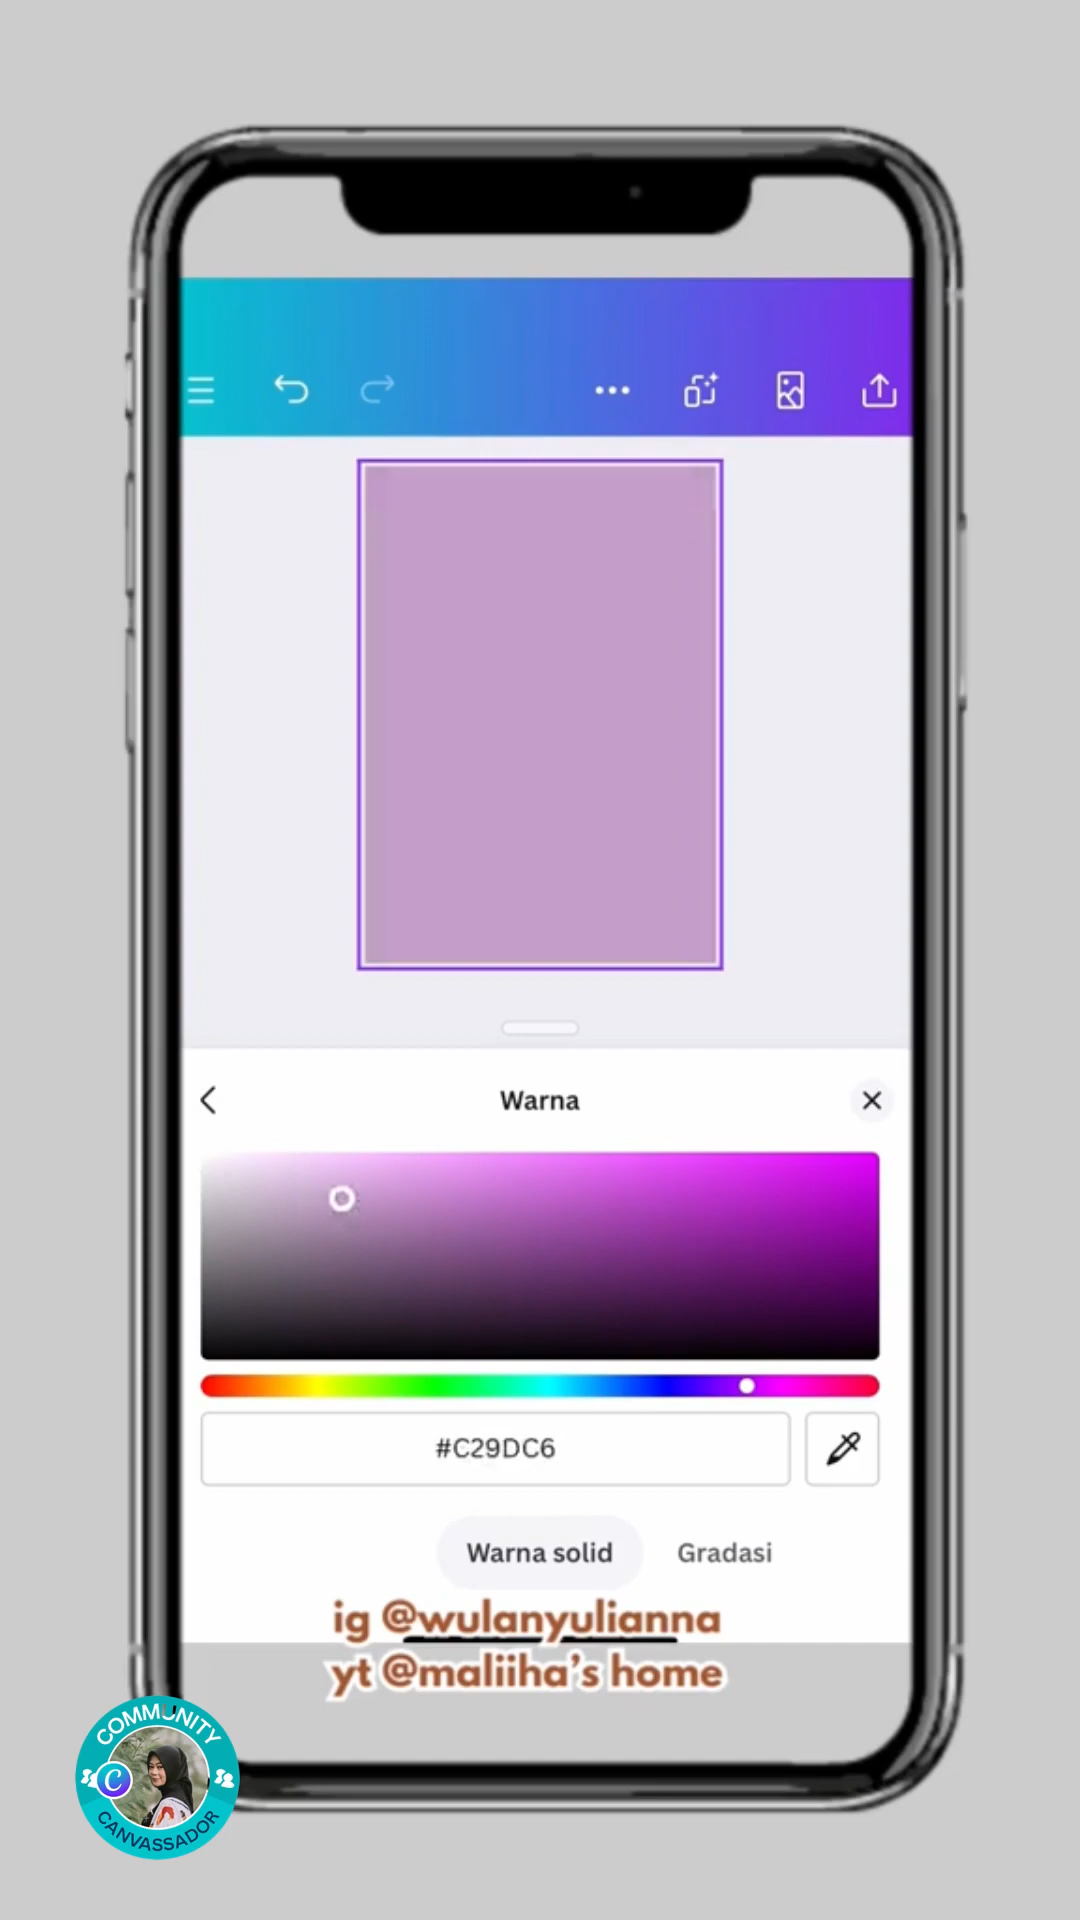 Warna
#C29DC6
Warna solid
Gradasi
ig @wulanyulianna
yt @maliiha's home
COMMUNITY
C
CANVASSADOR